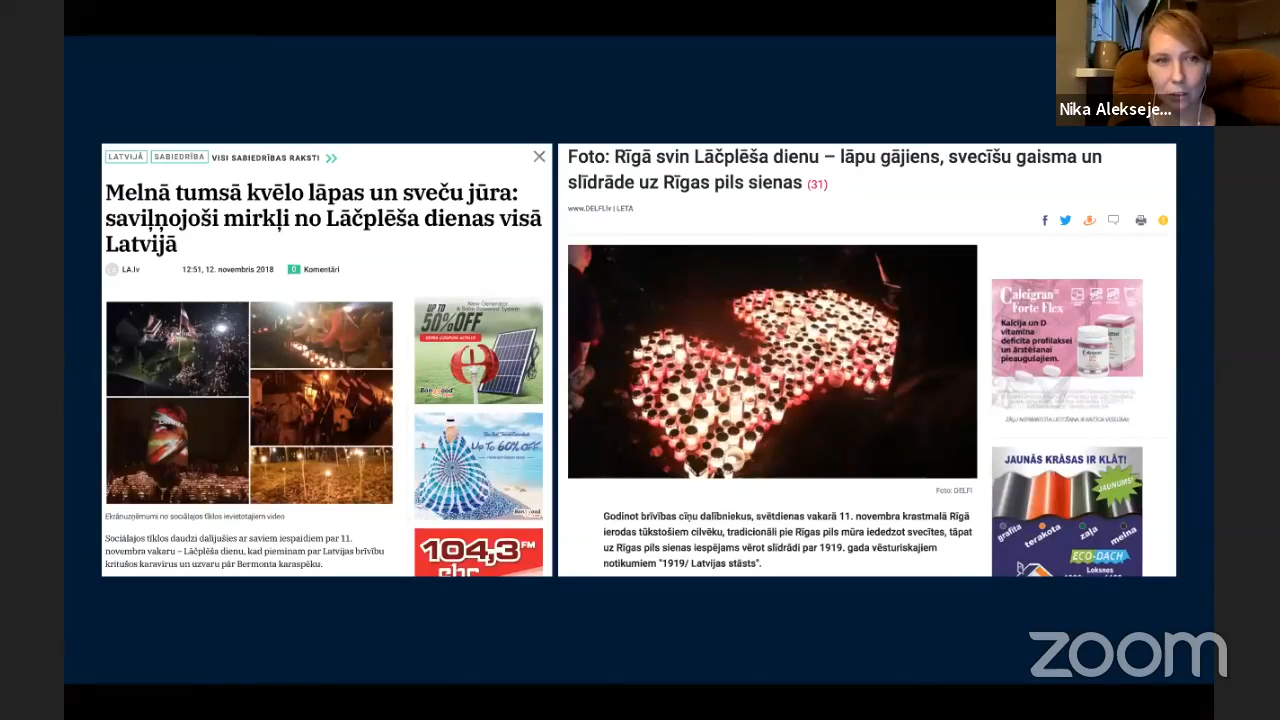 Nika Alekseje...
LATVIJĀ SABIEDRĪBA VISI SABIEDRĪBAS RAKSTI
Melnā tumsā kvēlo lāpas un sveču jūra:
saviļņojoši mirkļi no Lāčplēša dienas visā
Latvijā
LA.lv 12:51, 12. novembris 2018 0 Komentāri
UP TO
50% OFF
Up To 60% OFF
104,3 FM
Ekrānuzņēmumi no sociālajos tīklos ievietotajiem video
Sociālajos tīklos daudzi dalījušies ar saviem iespaidiem par 11.
novembra vakaru – Lāčplēša dienu, kad pieminam par Latvijas brīvību
kritušos karavīrus un uzvaru pār Bermonta karaspēku.
Foto: Rīgā svin Lāčplēša dienu – lāpu gājiens, svecīšu gaisma un
slīdrāde uz Rīgas pils sienas (31)
www.DELFI.lv | LETA
Foto: DELFI
Godinot brīvības cīņu dalībniekus, svētdienas vakarā 11. novembra krastmalā Rīgā
ierodas tūkstošiem cilvēku, tradicionāli pie Rīgas pils mūra iededzot svecītes, tāpat
uz Rīgas pils sienas iespējams vērot slīdrādi par 1919. gada vēsturiskajiem
notikumiem "1919/ Latvijas stāsts".
Calcigran
Forte Flex
Kalcija un D
vitamīna
deficīta profilaksei
un ārstēšanai
pieaugušajiem.
JAUNĀS KRĀSAS IR KLĀT!
JAUNUMS!
grafīta terakota zaļa melna
ECO-DACH
zoom